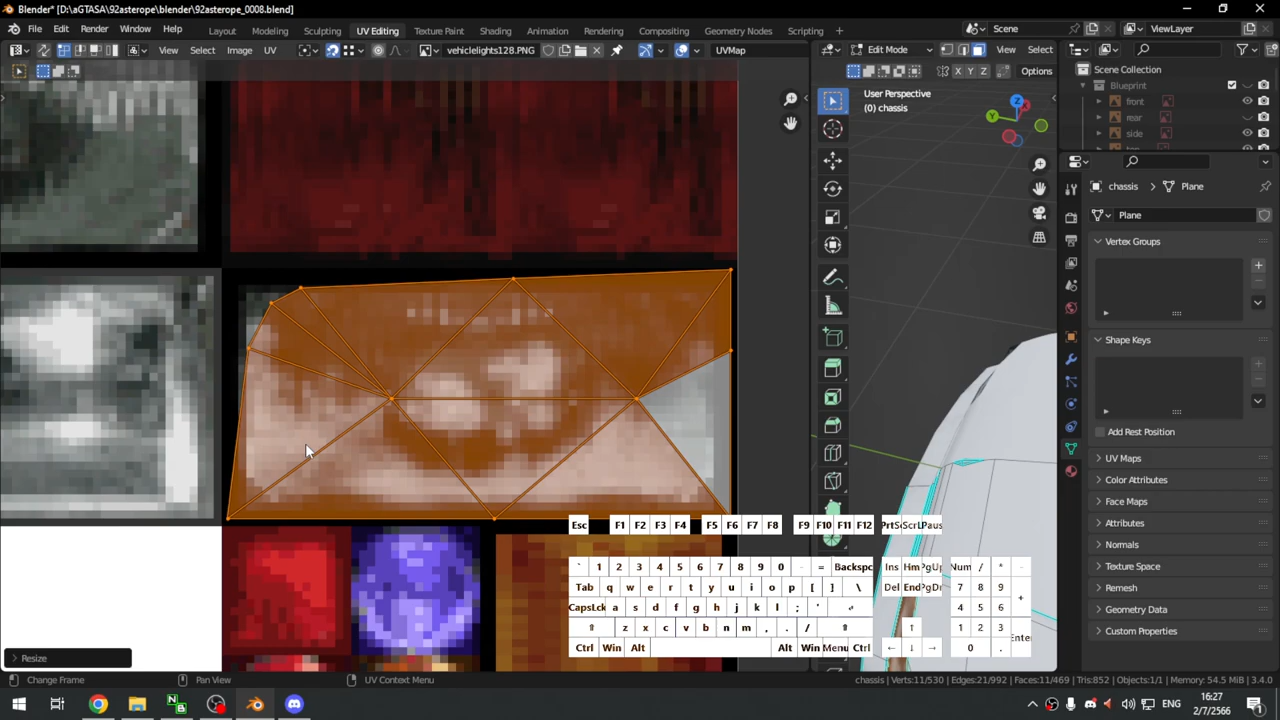 Blender* [D:\aGTASA\92asterope\blender\92asterope_0008.blend]
File Edit Render Window Help Layout Modeling Sculpting UV Editing Texture Paint Shading Animation Rendering Compositing Geometry Nodes Scripting Scene ViewLayer
View Select Image UV vehiclelights128.PNG UVMap Edit Mode View Select
X Y Z Options
Scene Collection
Blueprint
front
rear
side
User Perspective
(0) chassis
Z
Y
chassis Plane
Plane
Vertex Groups
Shape Keys
Add Rest Position
UV Maps
Color Attributes
Face Maps
Attributes
Normals
Texture Space
Remesh
Geometry Data
Custom Properties
Esc F1 F2 F3 F4 F5 F6 F7 F8 F9 F10 F11 F12 PrtSc ScrL Paus
` 1 2 3 4 5 6 7 8 9 0 - = Backspc Ins Hm PgUp Num / * -
Tab q w e r t y u i o p [ ] \ Del End PgDn 7 8 9 +
CapsLck a s d f g h j k l ; ' 4 5 6
⇧ z x c v b n m , . / ⇧ ↑ 1 2 3 Enter
Ctrl Win Alt Alt Win Menu Ctrl ← ↓ → 0 .
Resize
Change Frame Pan View UV Context Menu chassis | Verts:11/530 | Edges:21/992 | Faces:11/469 | Tris:852 | Objects:1/1 | Memory: 54.5 MiB | 3.4.0
ENG
16:27
2/7/2566